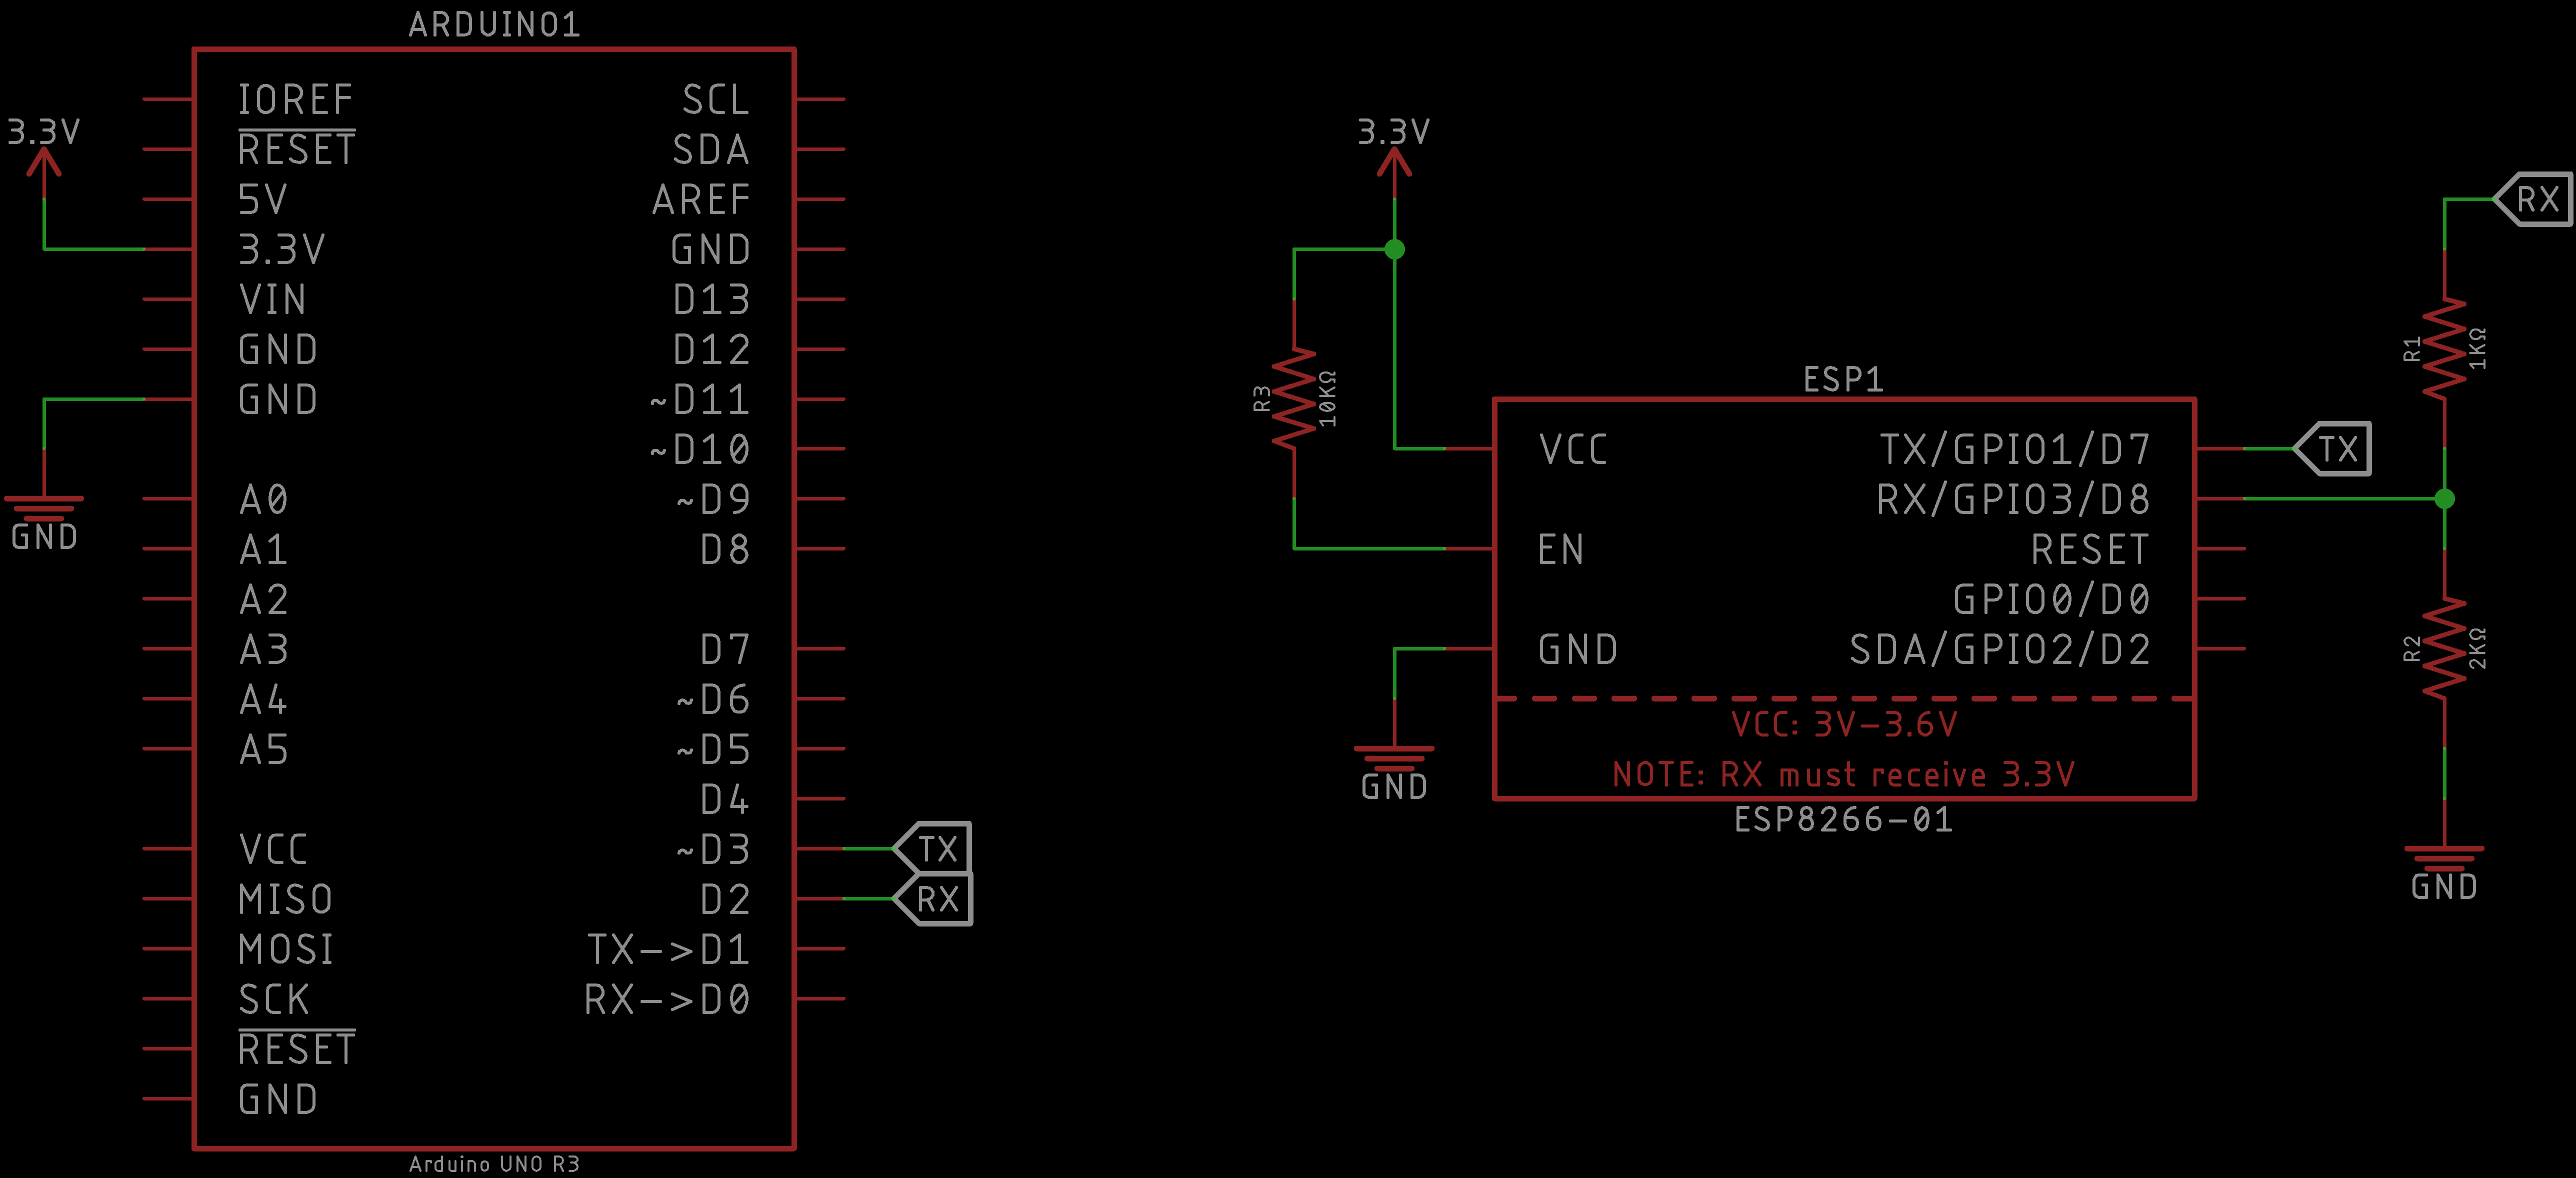 ARDUINO1
IOREF
RESET
5V
3.3V
VIN
GND
GND
A0
A1
A2
A3
A4
A5
VCC
MISO
MOSI
SCK
RESET
GND
SCL
SDA
AREF
GND
D13
D12
~D11
~D10
~D9
D8
D7
~D6
~D5
D4
~D3
D2
TX->D1
RX->D0
Arduino UNO R3
3.3V
GND
TX
RX
3.3V
R3
10KΩ
GND
ESP1
VCC
EN
GND
TX/GPIO1/D7
RX/GPIO3/D8
RESET
GPIO0/D0
SDA/GPIO2/D2
VCC: 3V-3.6V
NOTE: RX must receive 3.3V
ESP8266-01
TX
RX
R1
1KΩ
R2
2KΩ
GND